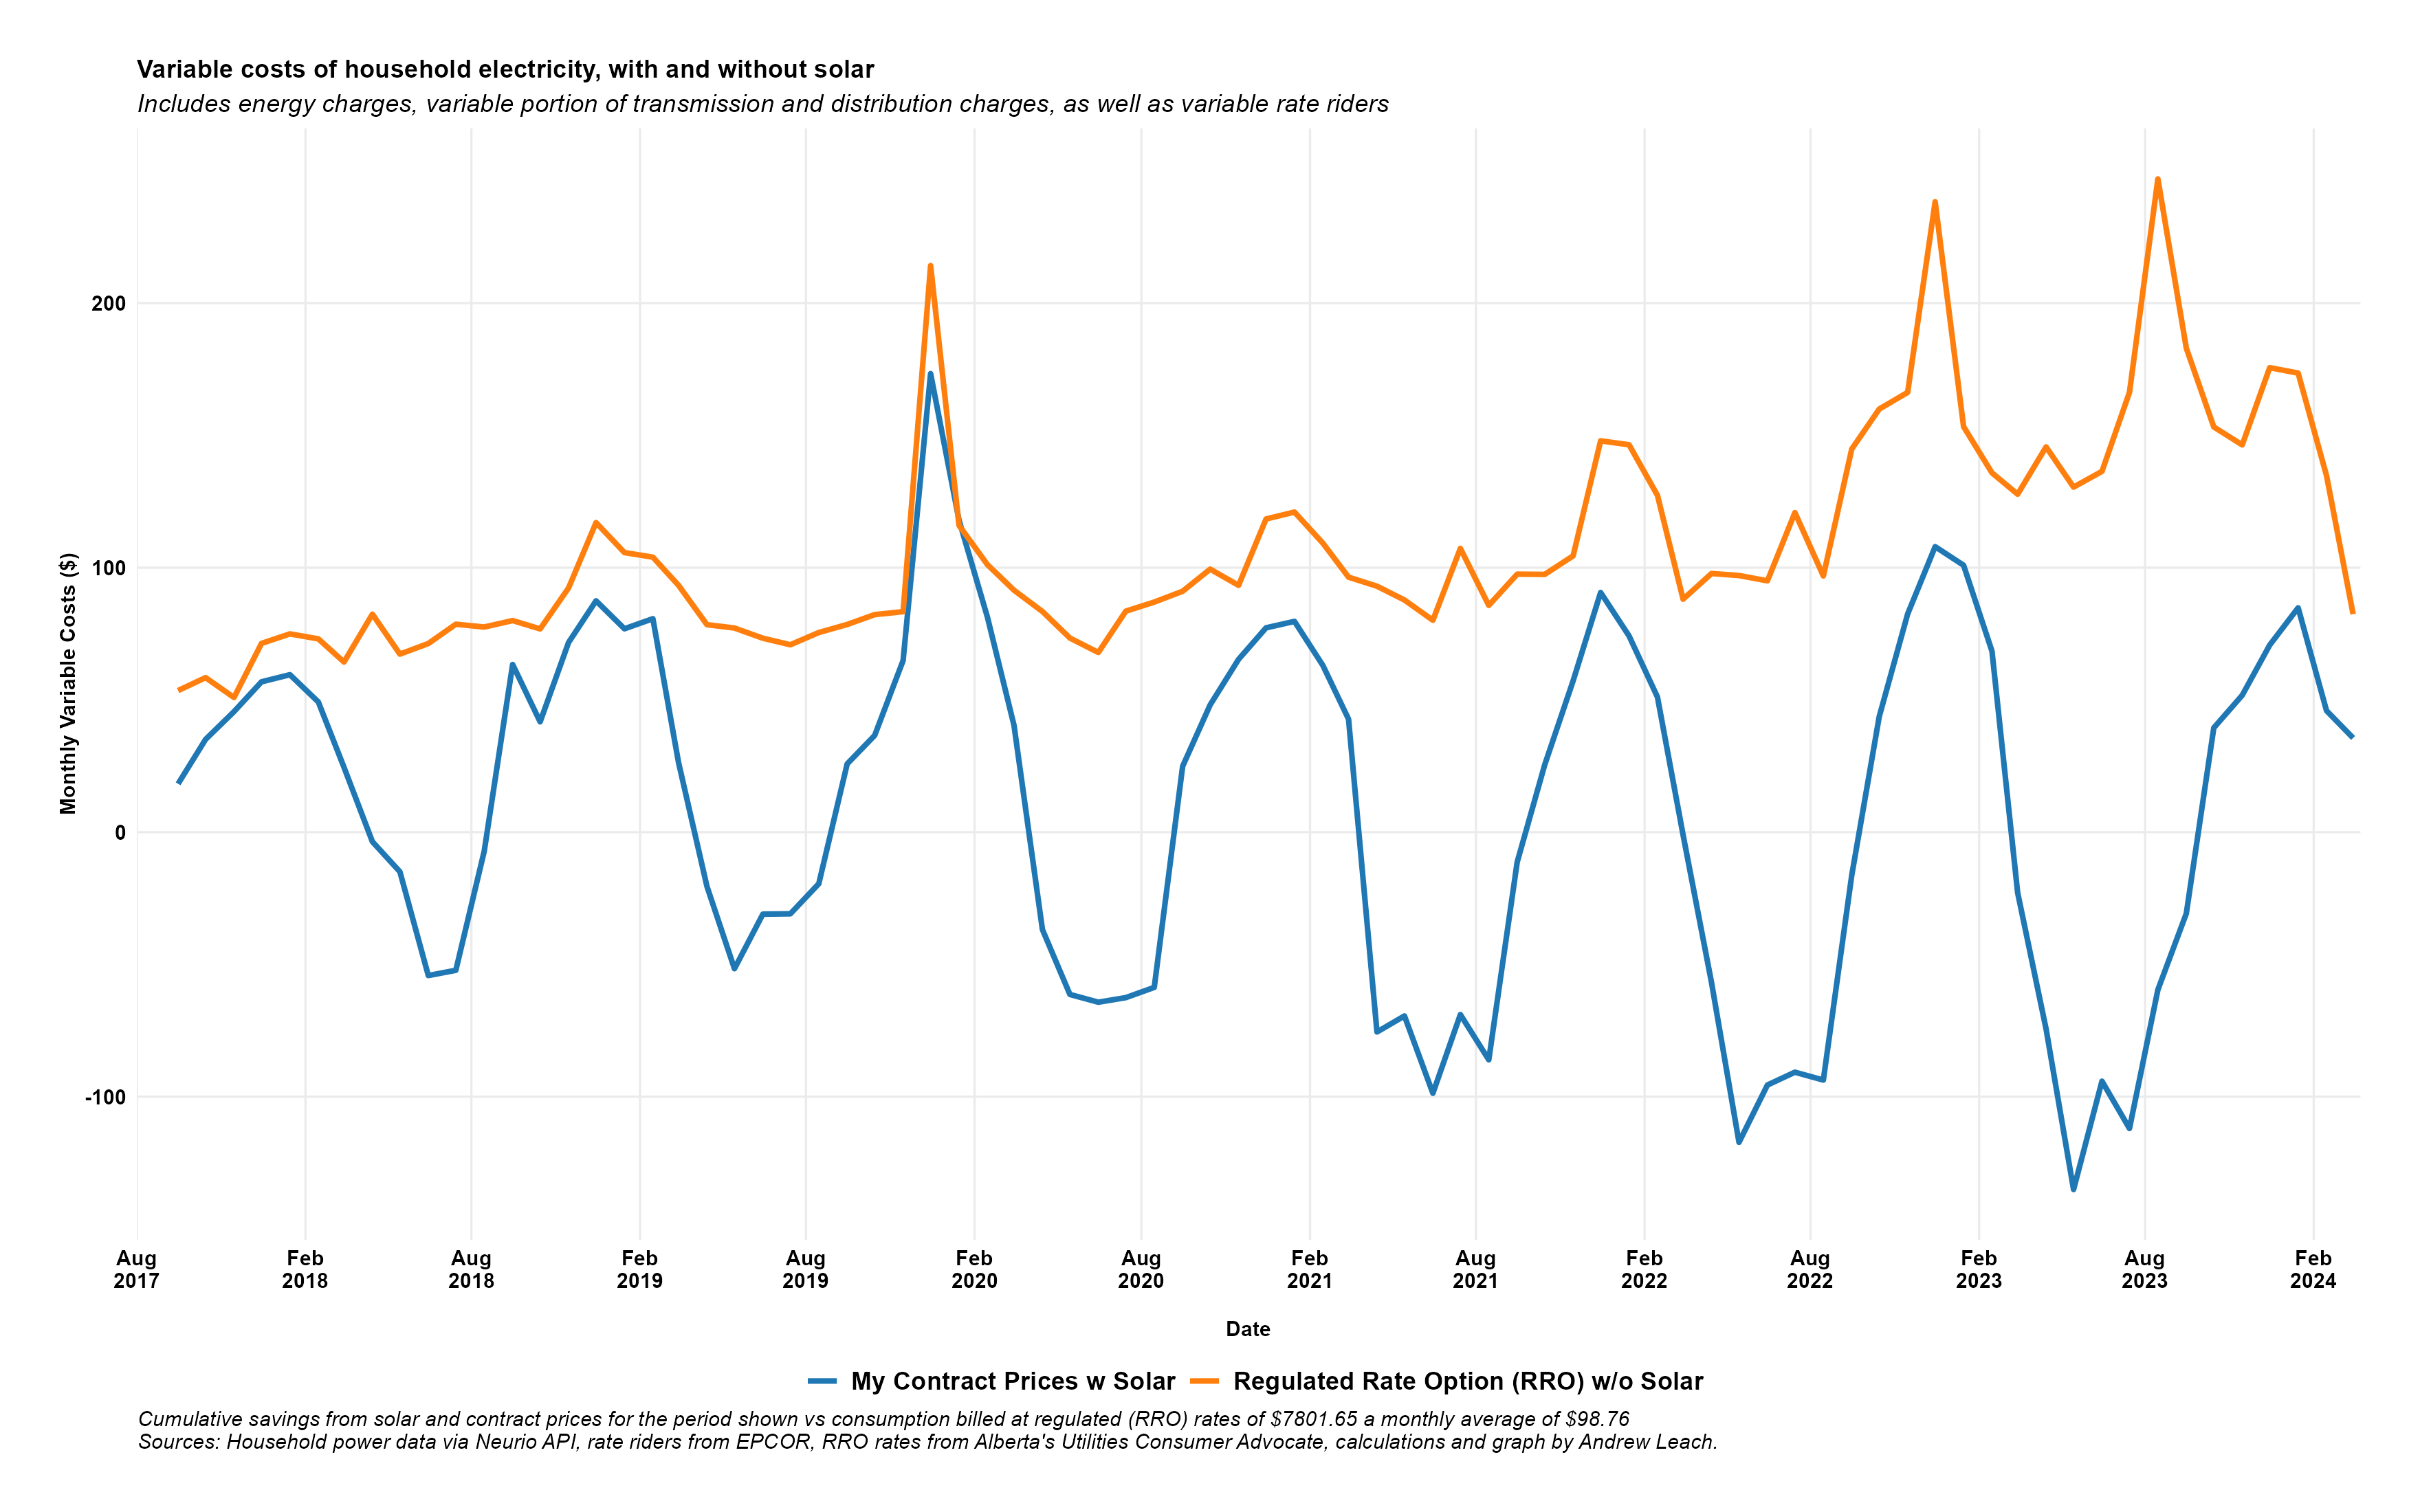 Variable costs of household electricity, with and without solar
Includes energy charges, variable portion of transmission and distribution charges, as well as variable rate riders
Monthly Variable Costs ($)
200
100
0
-100
Aug 2017
Feb 2018
Aug 2018
Feb 2019
Aug 2019
Feb 2020
Aug 2020
Feb 2021
Aug 2021
Feb 2022
Aug 2022
Feb 2023
Aug 2023
Feb 2024
Date
My Contract Prices w Solar
Regulated Rate Option (RRO) w/o Solar
Cumulative savings from solar and contract prices for the period shown vs consumption billed at regulated (RRO) rates of $7801.65 a monthly average of $98.76
Sources: Household power data via Neurio API, rate riders from EPCOR, RRO rates from Alberta's Utilities Consumer Advocate, calculations and graph by Andrew Leach.